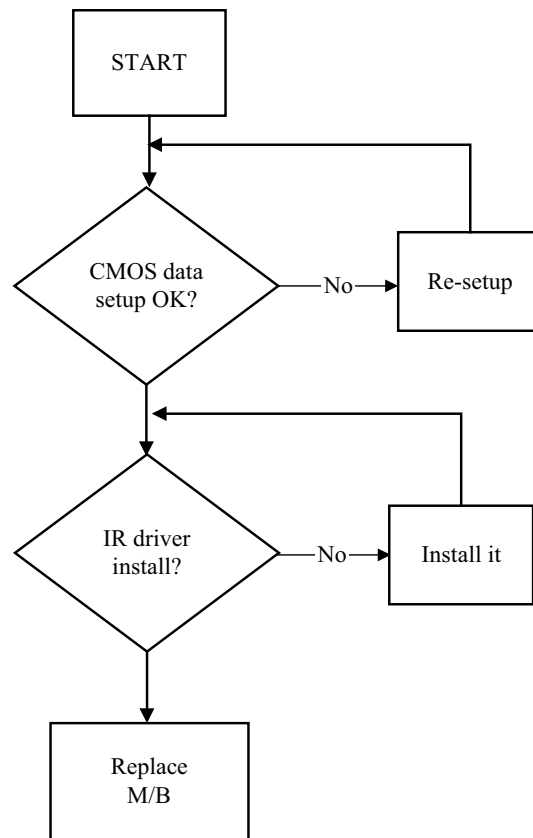 START
CMOS data
setup OK?
No
Re-setup
IR driver
install?
No
Install it
Replace
M/B